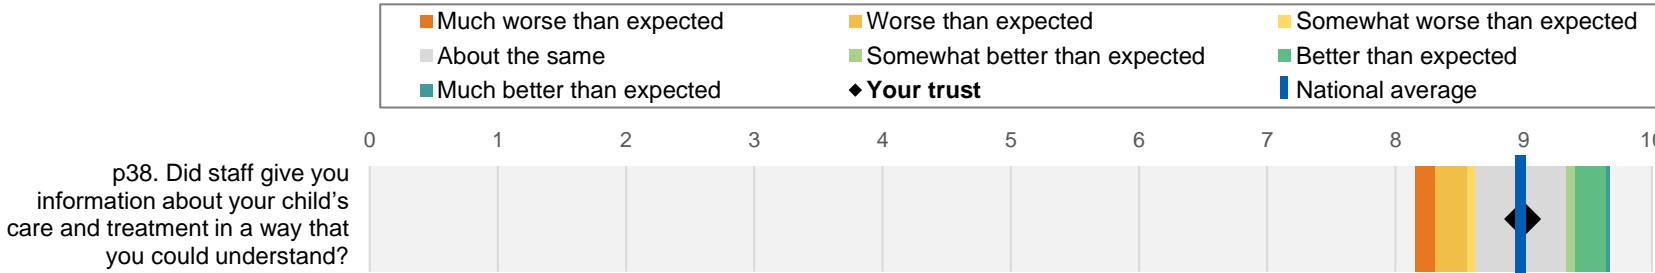 Much worse than expected
Worse than expected
Somewhat worse than expected
About the same
Somewhat better than expected
Better than expected
Much better than expected
Your trust
National average
0 1 2 3 4 5 6 7 8 9 10
p38. Did staff give you
information about your child’s
care and treatment in a way that
you could understand?